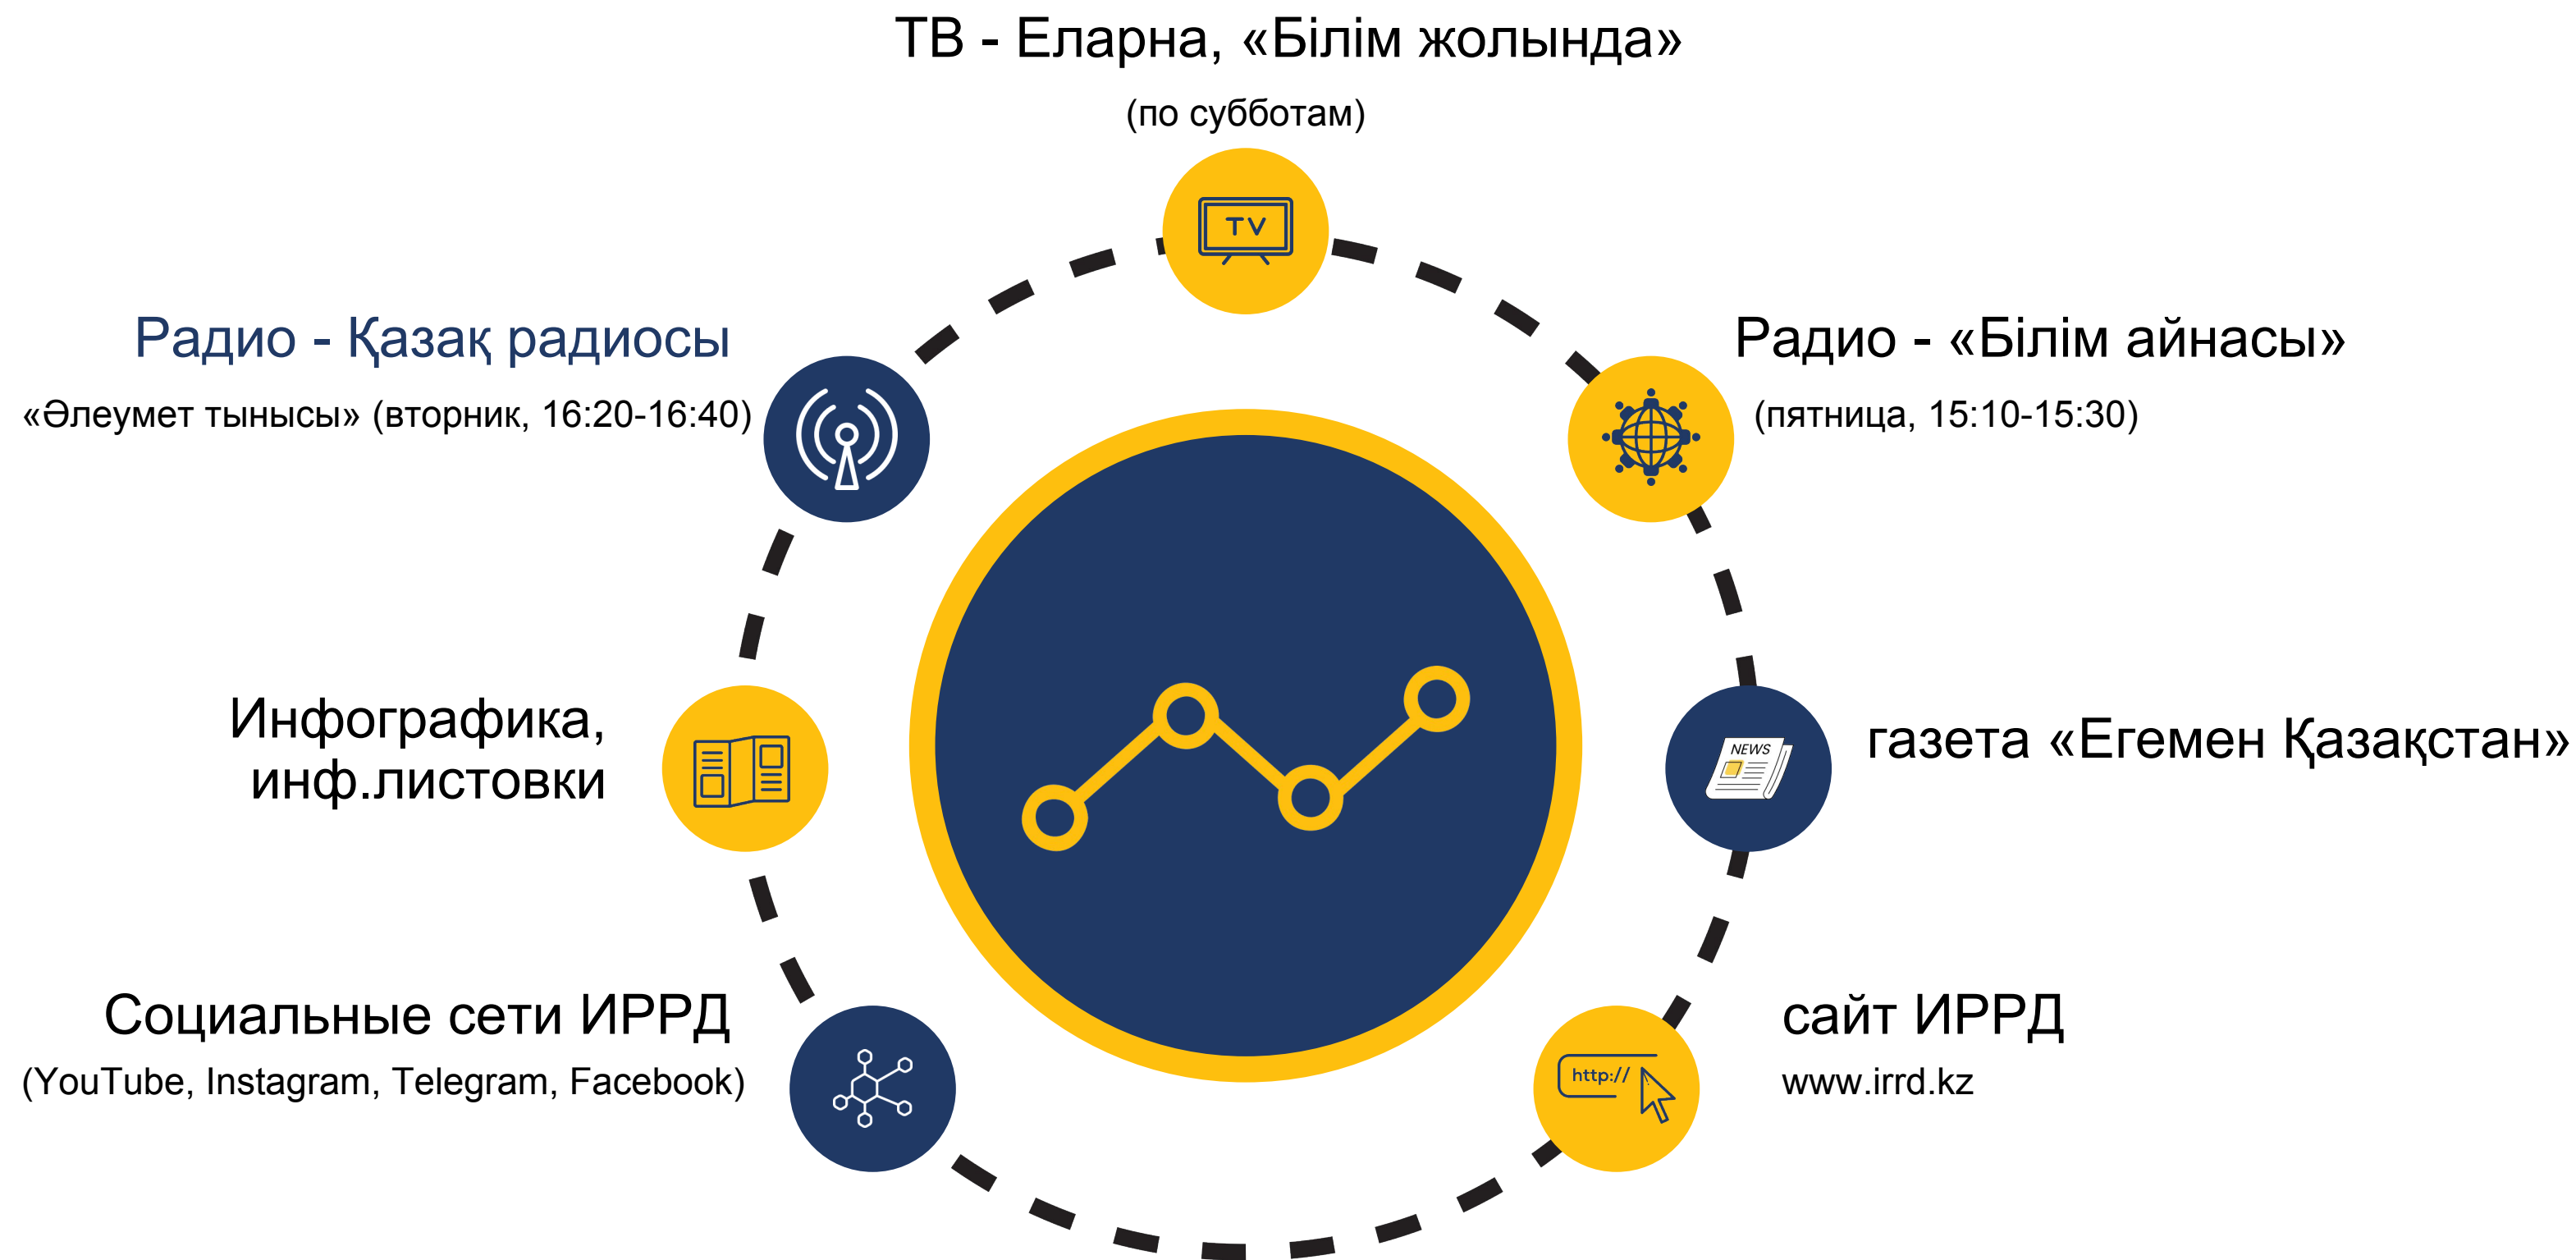 ТВ - Еларна, «Білім жолында»
(по субботам)
TV
Радио - Қазақ радиосы
«Әлеумет тынысы» (вторник, 16:20-16:40)
Радио - «Білім айнасы»
(пятница, 15:10-15:30)
Инфографика,
инф.листовки
NEWS
газета «Егемен Қазақстан»
Социальные сети ИРРД
(YouTube, Instagram, Telegram, Facebook)
http://
сайт ИРРД
www.irrd.kz